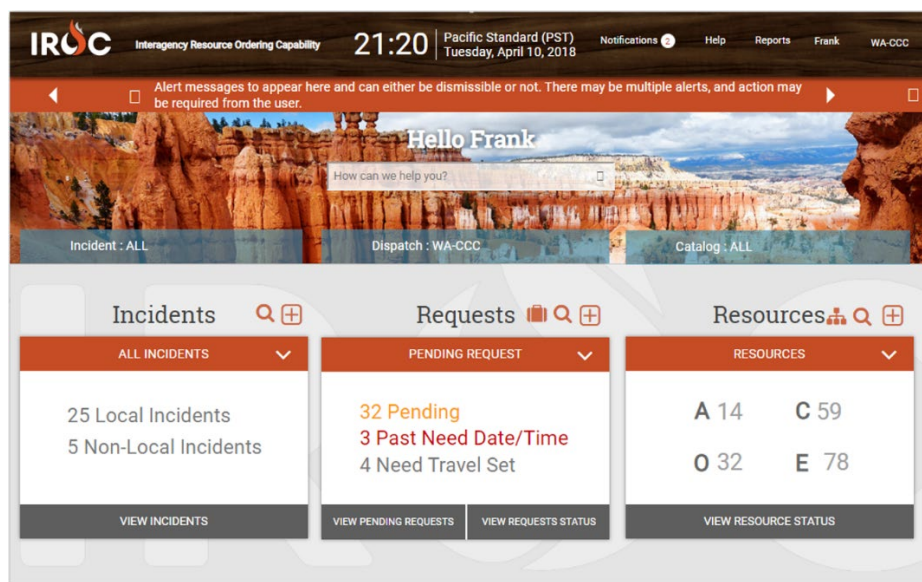 IROC
Interagency Resource Ordering Capability
21:20
Pacific Standard (PST)
Tuesday, April 10, 2018
Notifications 2
Help
Reports
Frank
WA-CCC
Alert messages to appear here and can either be dismissible or not. There may be multiple alerts, and action may
be required from the user.
Hello Frank
How can we help you?
Incident : ALL
Dispatch : WA-CCC
Catalog : ALL
Incidents
ALL INCIDENTS
25 Local Incidents
5 Non-Local Incidents
VIEW INCIDENTS
Requests
PENDING REQUEST
32 Pending
3 Past Need Date/Time
4 Need Travel Set
VIEW PENDING REQUESTS
VIEW REQUESTS STATUS
Resources
RESOURCES
A 14
C 59
O 32
E 78
VIEW RESOURCE STATUS